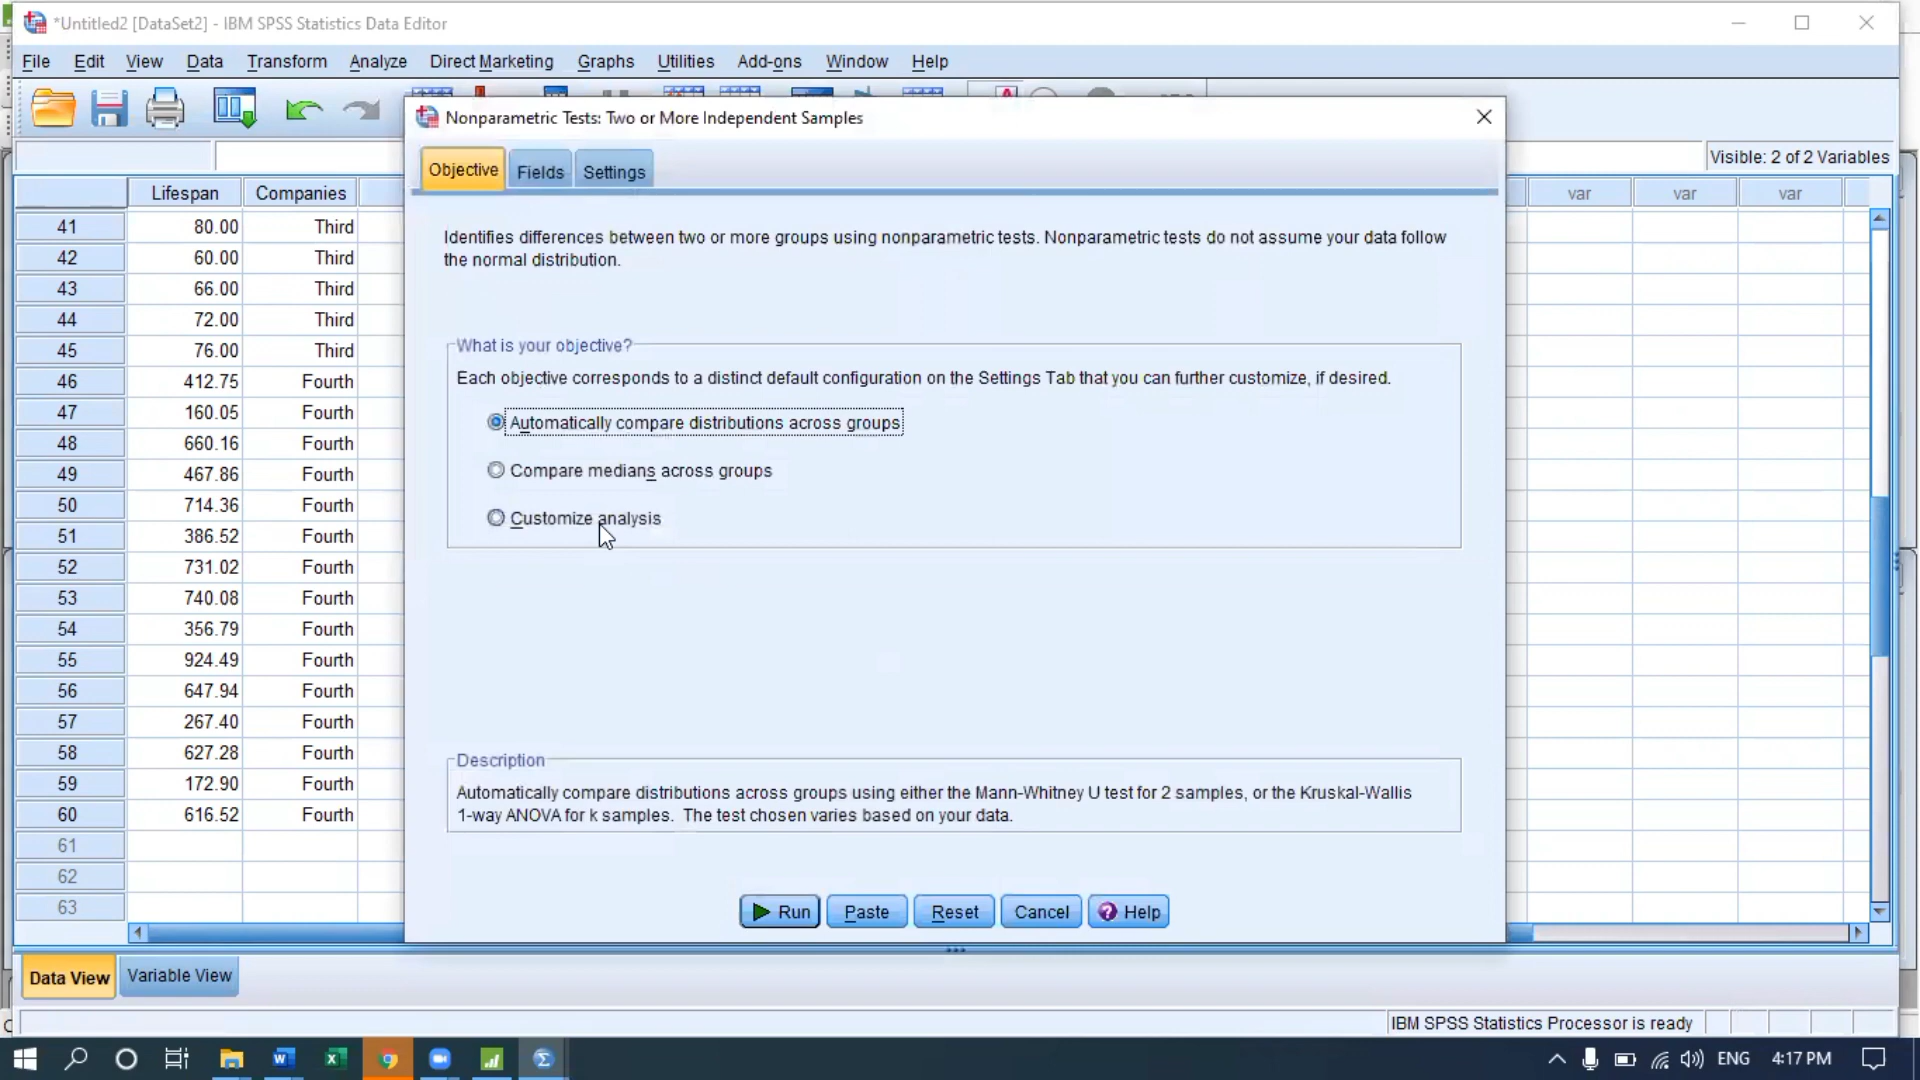 *Untitled2 [DataSet2] - IBM SPSS Statistics Data Editor
File Edit View Data Transform Analyze Direct Marketing Graphs Utilities Add-ons Window Help
Nonparametric Tests: Two or More Independent Samples
Visible: 2 of 2 Variables
Objective Fields Settings
Lifespan Companies var var var
41 80.00 Third
42 60.00 Third
43 66.00 Third
44 72.00 Third
45 76.00 Third
46 412.75 Fourth
47 160.05 Fourth
48 660.16 Fourth
49 467.86 Fourth
50 714.36 Fourth
51 386.52 Fourth
52 731.02 Fourth
53 740.08 Fourth
54 356.79 Fourth
55 924.49 Fourth
56 647.94 Fourth
57 267.40 Fourth
58 627.28 Fourth
59 172.90 Fourth
60 616.52 Fourth
61
62
63
Identifies differences between two or more groups using nonparametric tests. Nonparametric tests do not assume your data follow
the normal distribution.
What is your objective?
Each objective corresponds to a distinct default configuration on the Settings Tab that you can further customize, if desired.
Automatically compare distributions across groups
Compare medians across groups
Customize analysis
Description
Automatically compare distributions across groups using either the Mann-Whitney U test for 2 samples, or the Kruskal-Wallis
1-way ANOVA for k samples. The test chosen varies based on your data.
Run Paste Reset Cancel Help
Data View Variable View
IBM SPSS Statistics Processor is ready
ENG 4:17 PM